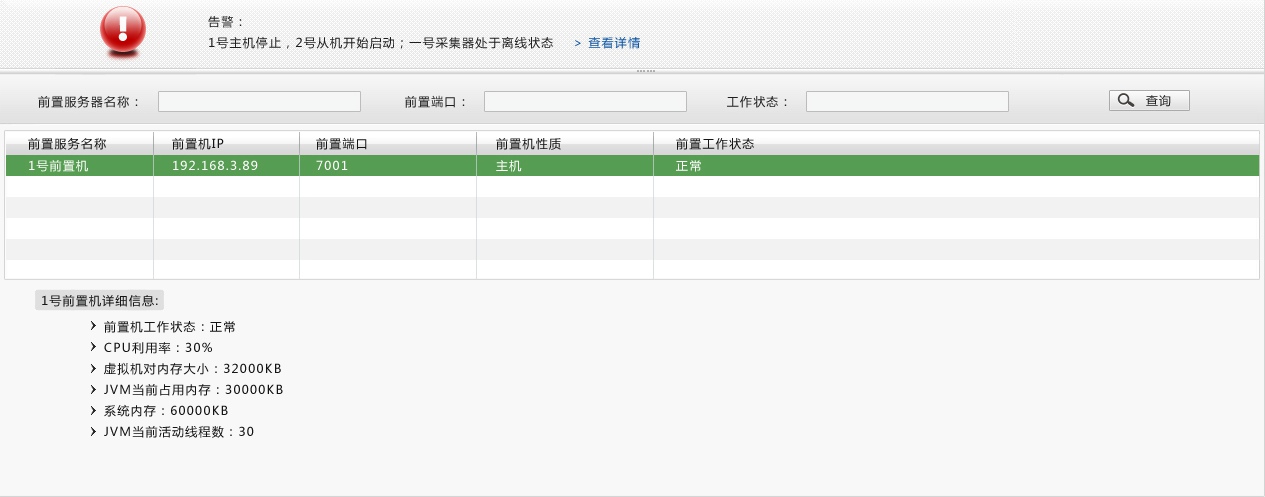 告警：
1号主机停止，2号从机开始启动；一号采集器处于离线状态 > 查看详情
前置服务器名称： 前置端口： 工作状态： 查询
前置服务名称 前置机IP 前置端口 前置机性质 前置工作状态
1号前置机 192.168.3.89 7001 主机 正常
1号前置机详细信息:
前置机工作状态：正常
CPU利用率：30%
虚拟机对内存大小：32000KB
JVM当前占用内存：30000KB
系统内存：60000KB
JVM当前活动线程数：30